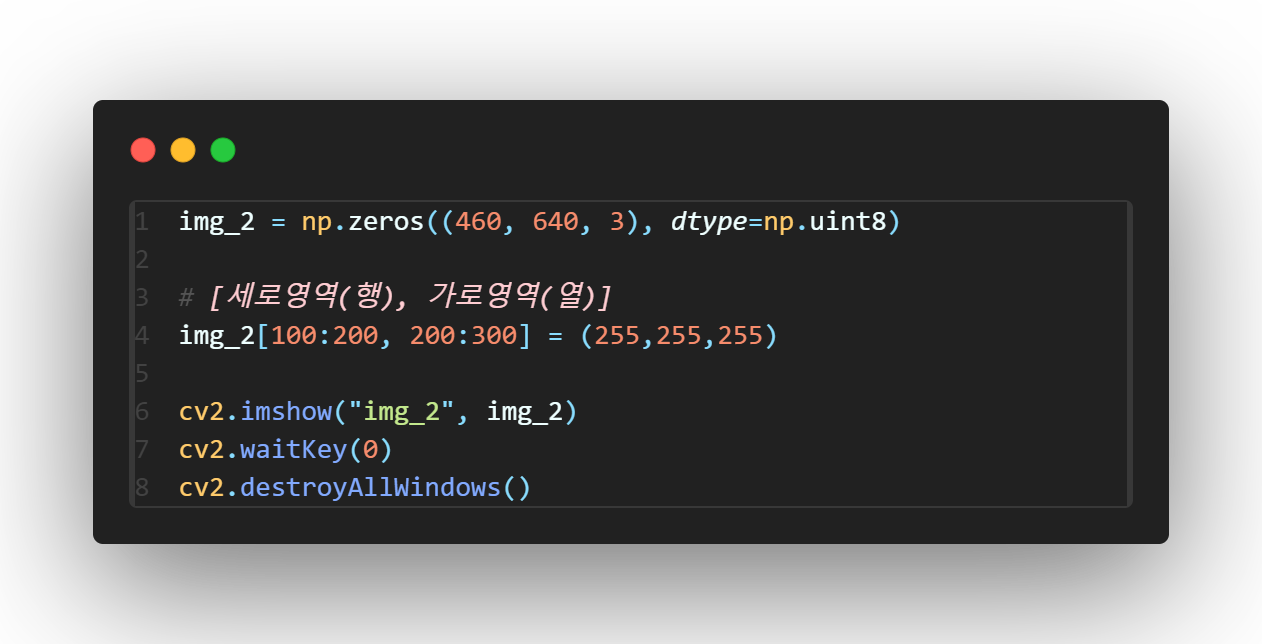 1 img_2 = np.zeros((460, 640, 3), dtype=np.uint8)
2
3 # [세로영역(행), 가로영역(열)]
4 img_2[100:200, 200:300] = (255,255,255)
5
6 cv2.imshow("img_2", img_2)
7 cv2.waitKey(0)
8 cv2.destroyAllWindows()